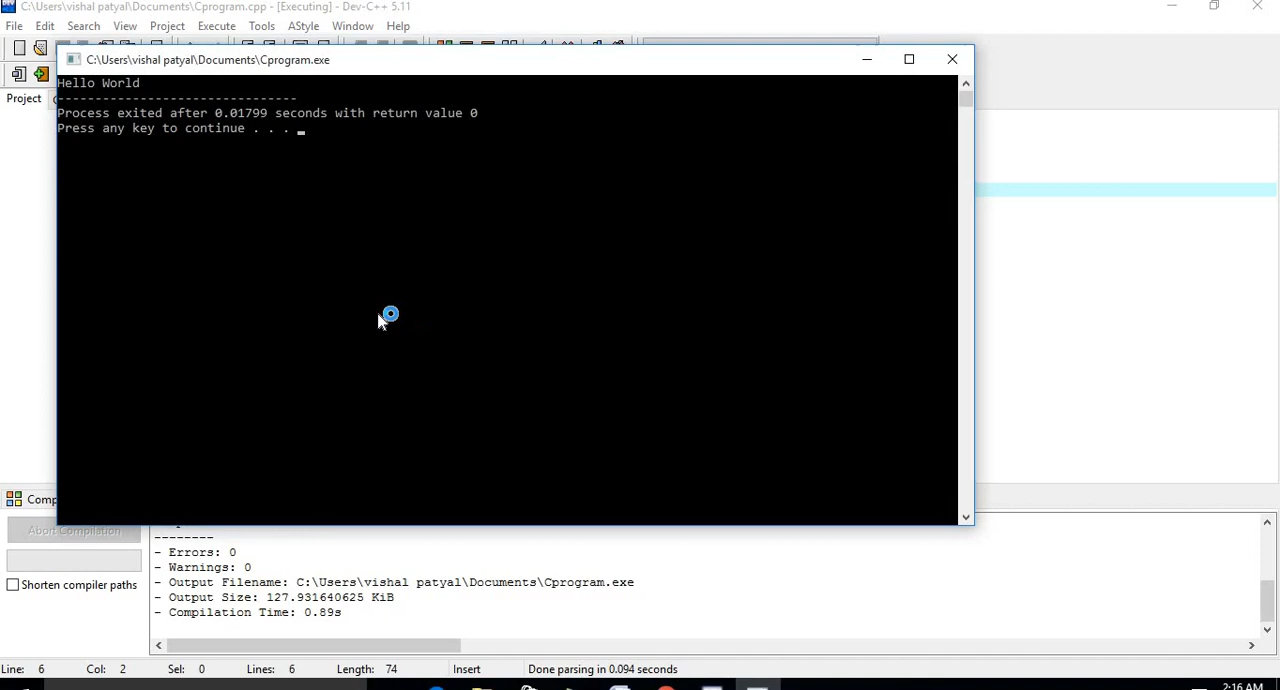 C:\Users\vishal patyal\Documents\Cprogram.cpp - [Executing] - Dev-C++ 5.11
File Edit Search View Project Execute Tools AStyle Window Help
C:\Users\vishal patyal\Documents\Cprogram.exe
Project
Hello World
--------------------------------
Process exited after 0.01799 seconds with return value 0
Press any key to continue . . .
Comp
Abort Compilation
Shorten compiler paths
--------
- Errors: 0
- Warnings: 0
- Output Filename: C:\Users\vishal patyal\Documents\Cprogram.exe
- Output Size: 127.931640625 KiB
- Compilation Time: 0.89s
Line: 6 Col: 2 Sel: 0 Lines: 6 Length: 74 Insert Done parsing in 0.094 seconds
2:16 AM